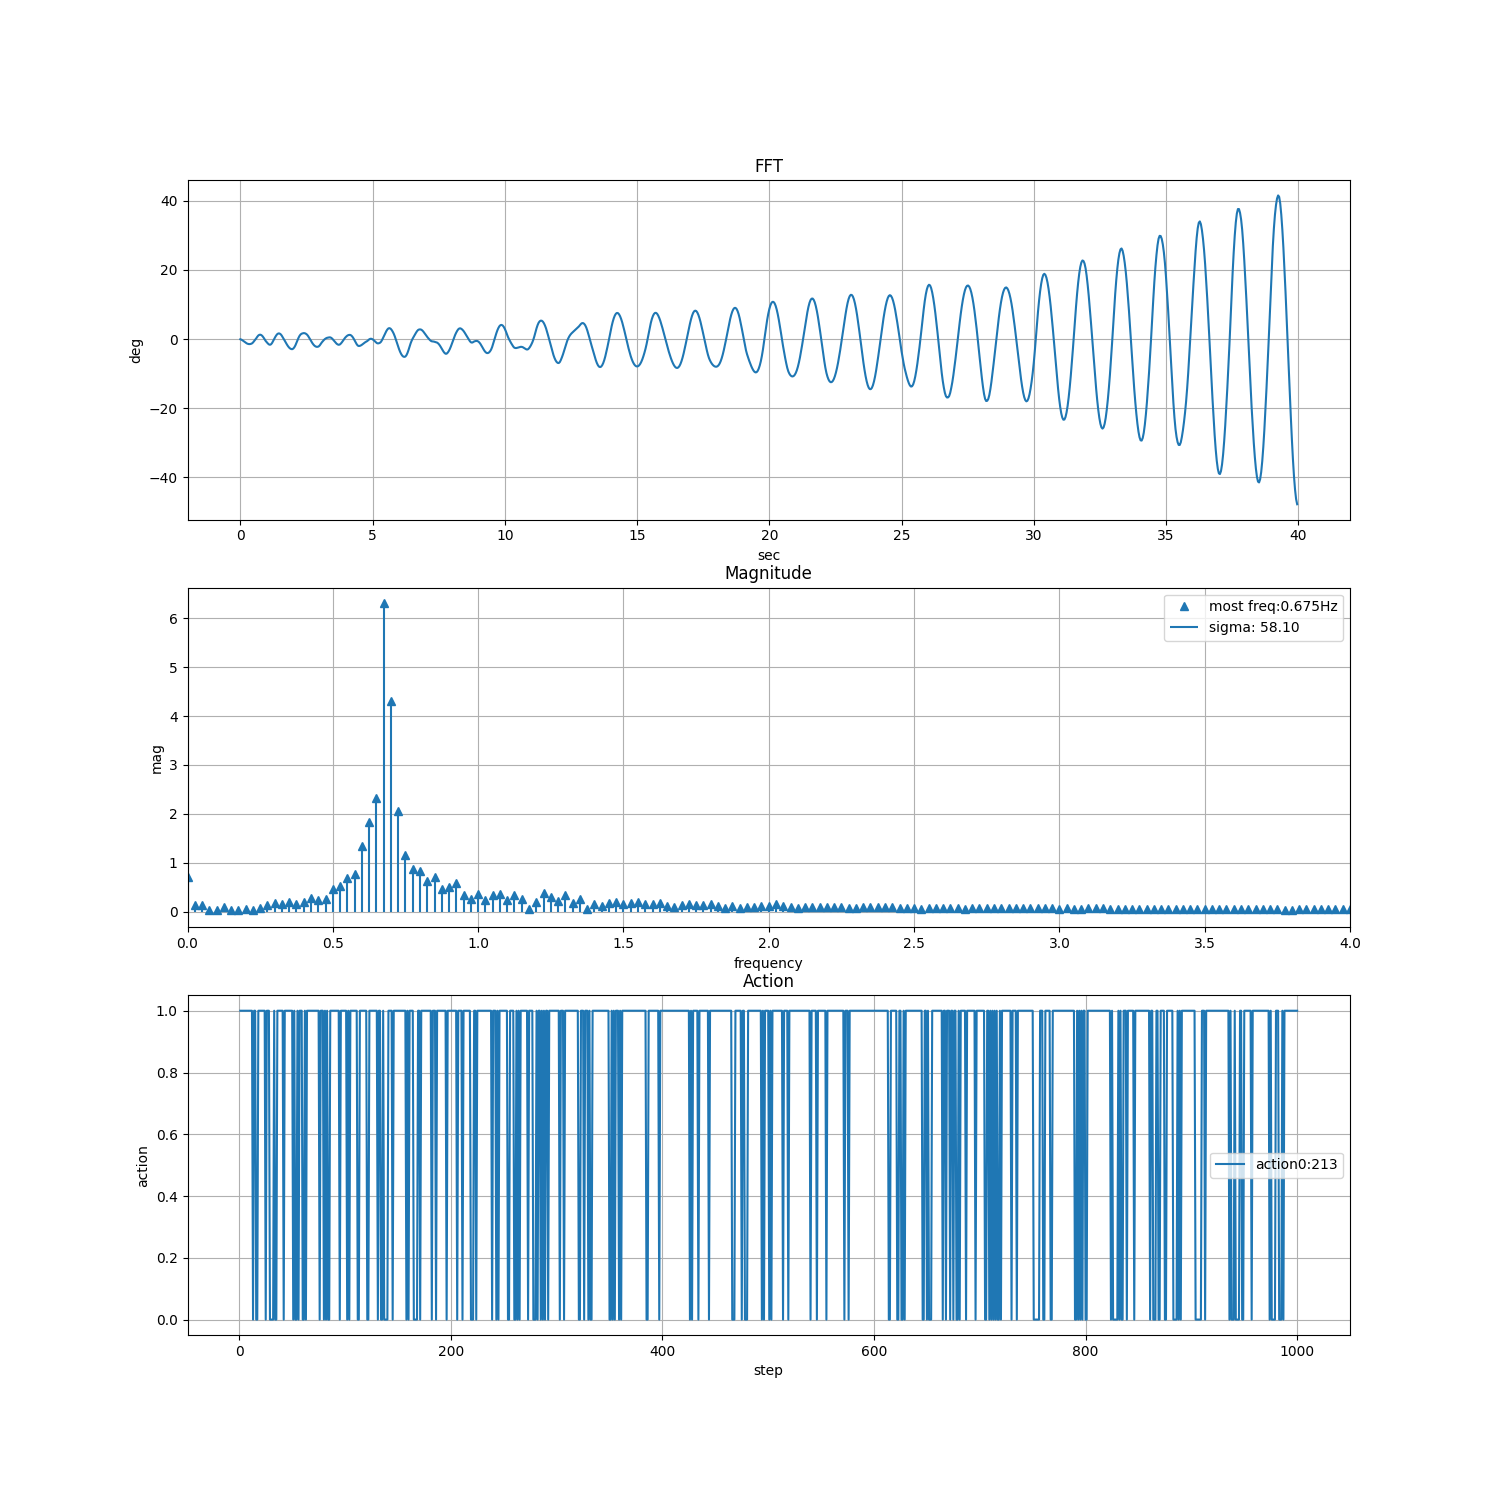 FFT
40
20
0
−20
−40
deg
0 5 10 15 20 25 30 35 40
sec
Magnitude
most freq:0.675Hz
sigma: 58.10
6
5
4
3
2
1
0
mag
0.0 0.5 1.0 1.5 2.0 2.5 3.0 3.5 4.0
frequency
Action
1.0
0.8
0.6
0.4
0.2
0.0
action
action0:213
0 200 400 600 800 1000
step